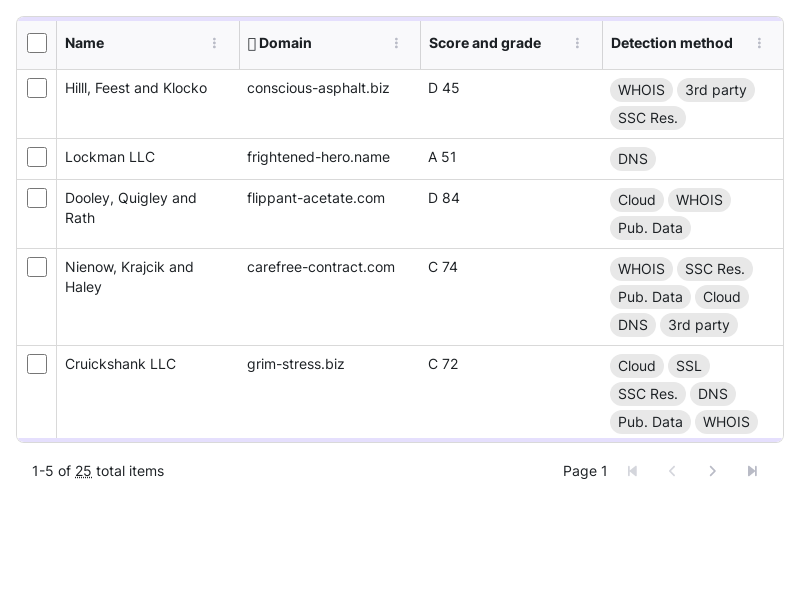 Name Domain Score and grade Detection method
Hilll, Feest and Klocko conscious-asphalt.biz D 45 WHOIS 3rd party
SSC Res.
Lockman LLC frightened-hero.name A 51 DNS
Dooley, Quigley and flippant-acetate.com D 84 Cloud WHOIS
Rath Pub. Data
Nienow, Krajcik and carefree-contract.com C 74 WHOIS SSC Res.
Haley Pub. Data Cloud
DNS 3rd party
Cruickshank LLC grim-stress.biz C 72 Cloud SSL
SSC Res. DNS
Pub. Data WHOIS
1-5 of 25 total items Page 1